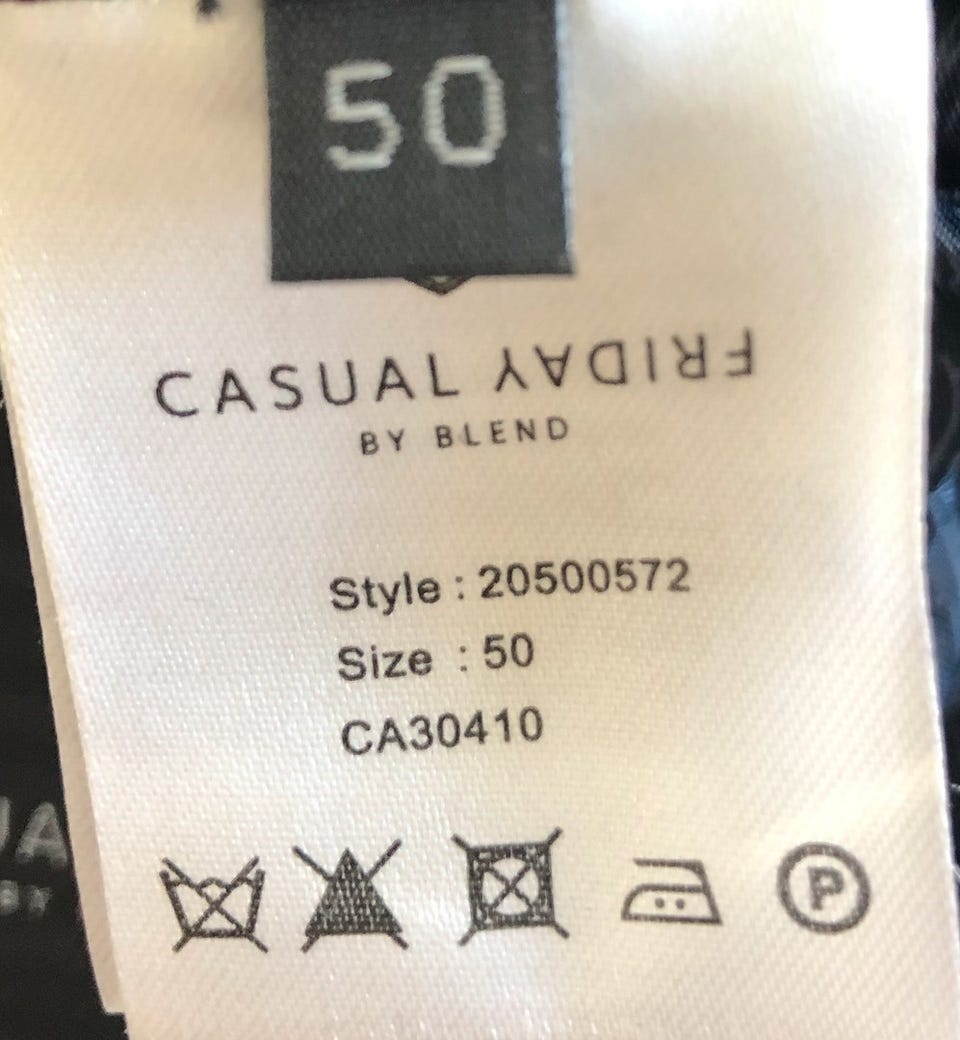 50
CASUAL FRIDAY
BY BLEND
Style : 20500572
Size : 50
CA30410
P